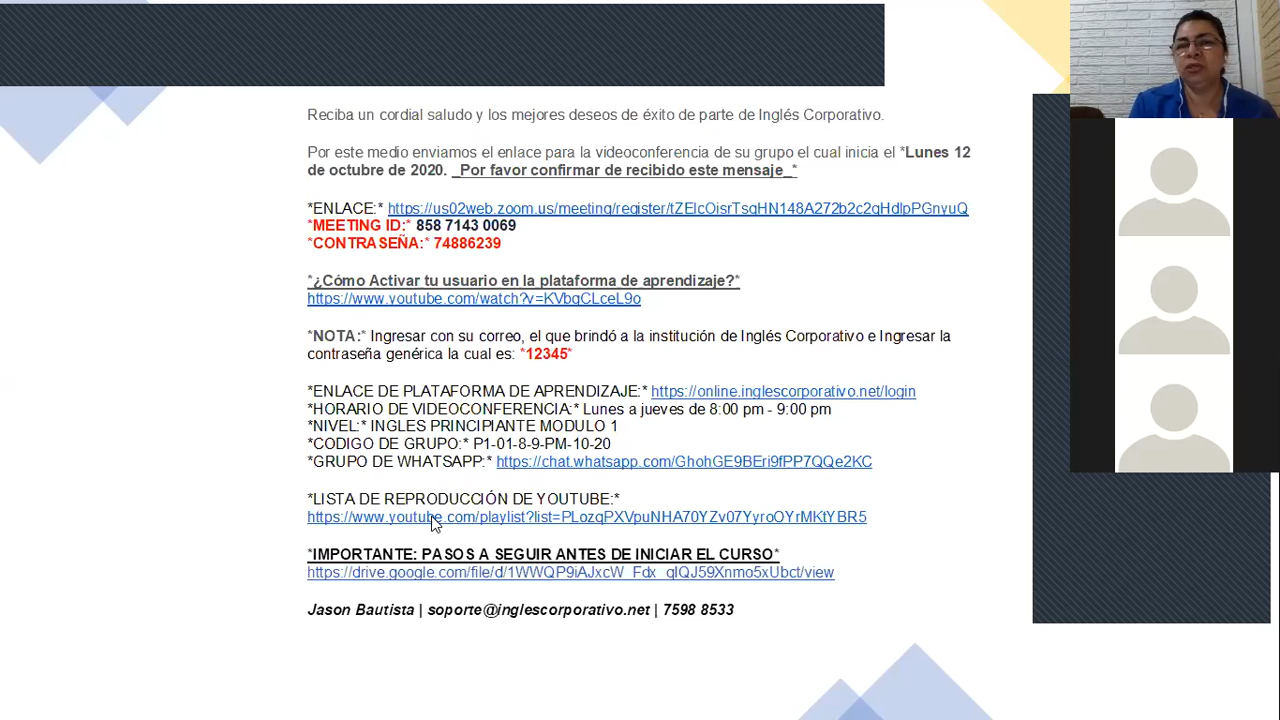 Reciba un cordial saludo y los mejores deseos de éxito de parte de Inglés Corporativo.
Por este medio enviamos el enlace para la videoconferencia de su grupo el cual inicia el *Lunes 12
de octubre de 2020. _Por favor confirmar de recibido este mensaje_*
*ENLACE:* https://us02web.zoom.us/meeting/register/tZElcOisrTsqHN148A272b2c2qHdlpPGnyuQ
*MEETING ID:* 858 7143 0069
*CONTRASEÑA:* 74886239
*¿Cómo Activar tu usuario en la plataforma de aprendizaje?*
https://www.youtube.com/watch?v=KVbgCLceL9o
*NOTA:* Ingresar con su correo, el que brindó a la institución de Inglés Corporativo e Ingresar la
contraseña genérica la cual es: *12345*
*ENLACE DE PLATAFORMA DE APRENDIZAJE:* https://online.inglescorporativo.net/login
*HORARIO DE VIDEOCONFERENCIA:* Lunes a jueves de 8:00 pm - 9:00 pm
*NIVEL:* INGLES PRINCIPIANTE MODULO 1
*CODIGO DE GRUPO:* P1-01-8-9-PM-10-20
*GRUPO DE WHATSAPP:* https://chat.whatsapp.com/GhohGE9BEri9fPP7QQe2KC
*LISTA DE REPRODUCCIÓN DE YOUTUBE:*
https://www.youtube.com/playlist?list=PLozqPXVpuNHA70YZv07YyroOYrMKtYBR5
*IMPORTANTE: PASOS A SEGUIR ANTES DE INICIAR EL CURSO*
https://drive.google.com/file/d/1WWQP9iAJxcW_Fdx_qIQJ59Xnmo5xUbct/view
Jason Bautista | soporte@inglescorporativo.net | 7598 8533